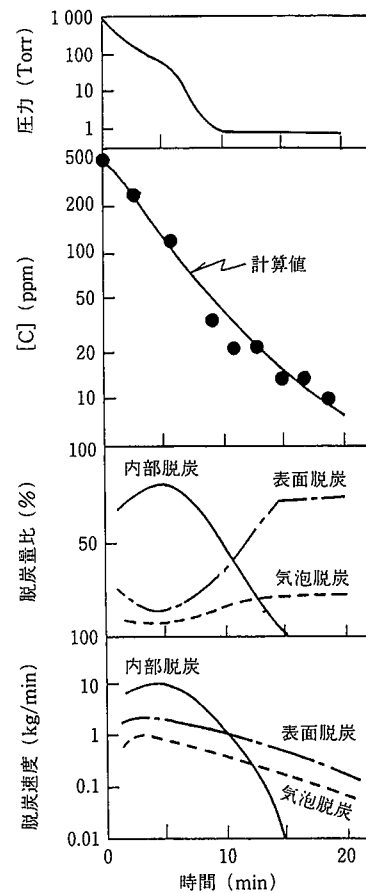 圧力 (Torr)
1 000
100
10
1
[C] (ppm)
500
200
100
50
20
10
計算値
脱炭量比 (%)
100
50
内部脱炭
表面脱炭
気泡脱炭
脱炭速度 (kg/min)
100
10
1
0.1
0.01
内部脱炭
表面脱炭
気泡脱炭
0
10
20
時間 (min)